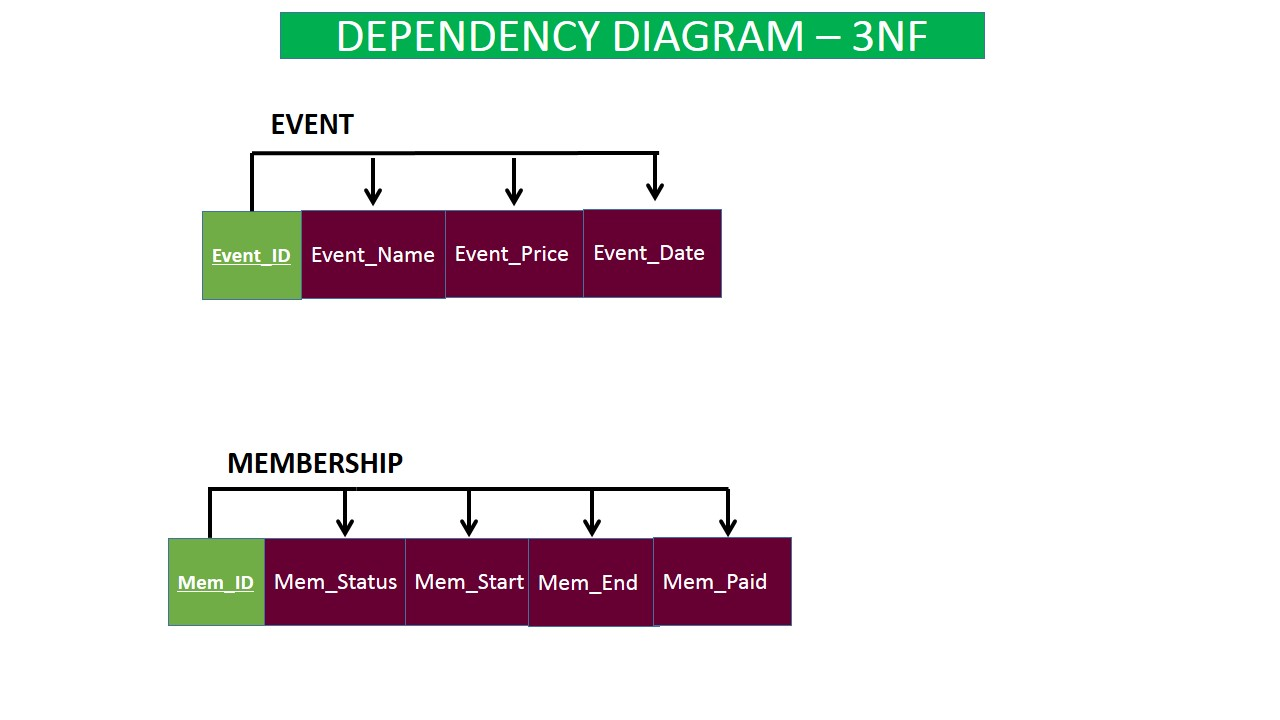 DEPENDENCY DIAGRAM – 3NF
EVENT
Event_ID Event_Name Event_Price Event_Date
MEMBERSHIP
Mem_ID Mem_Status Mem_Start Mem_End Mem_Paid